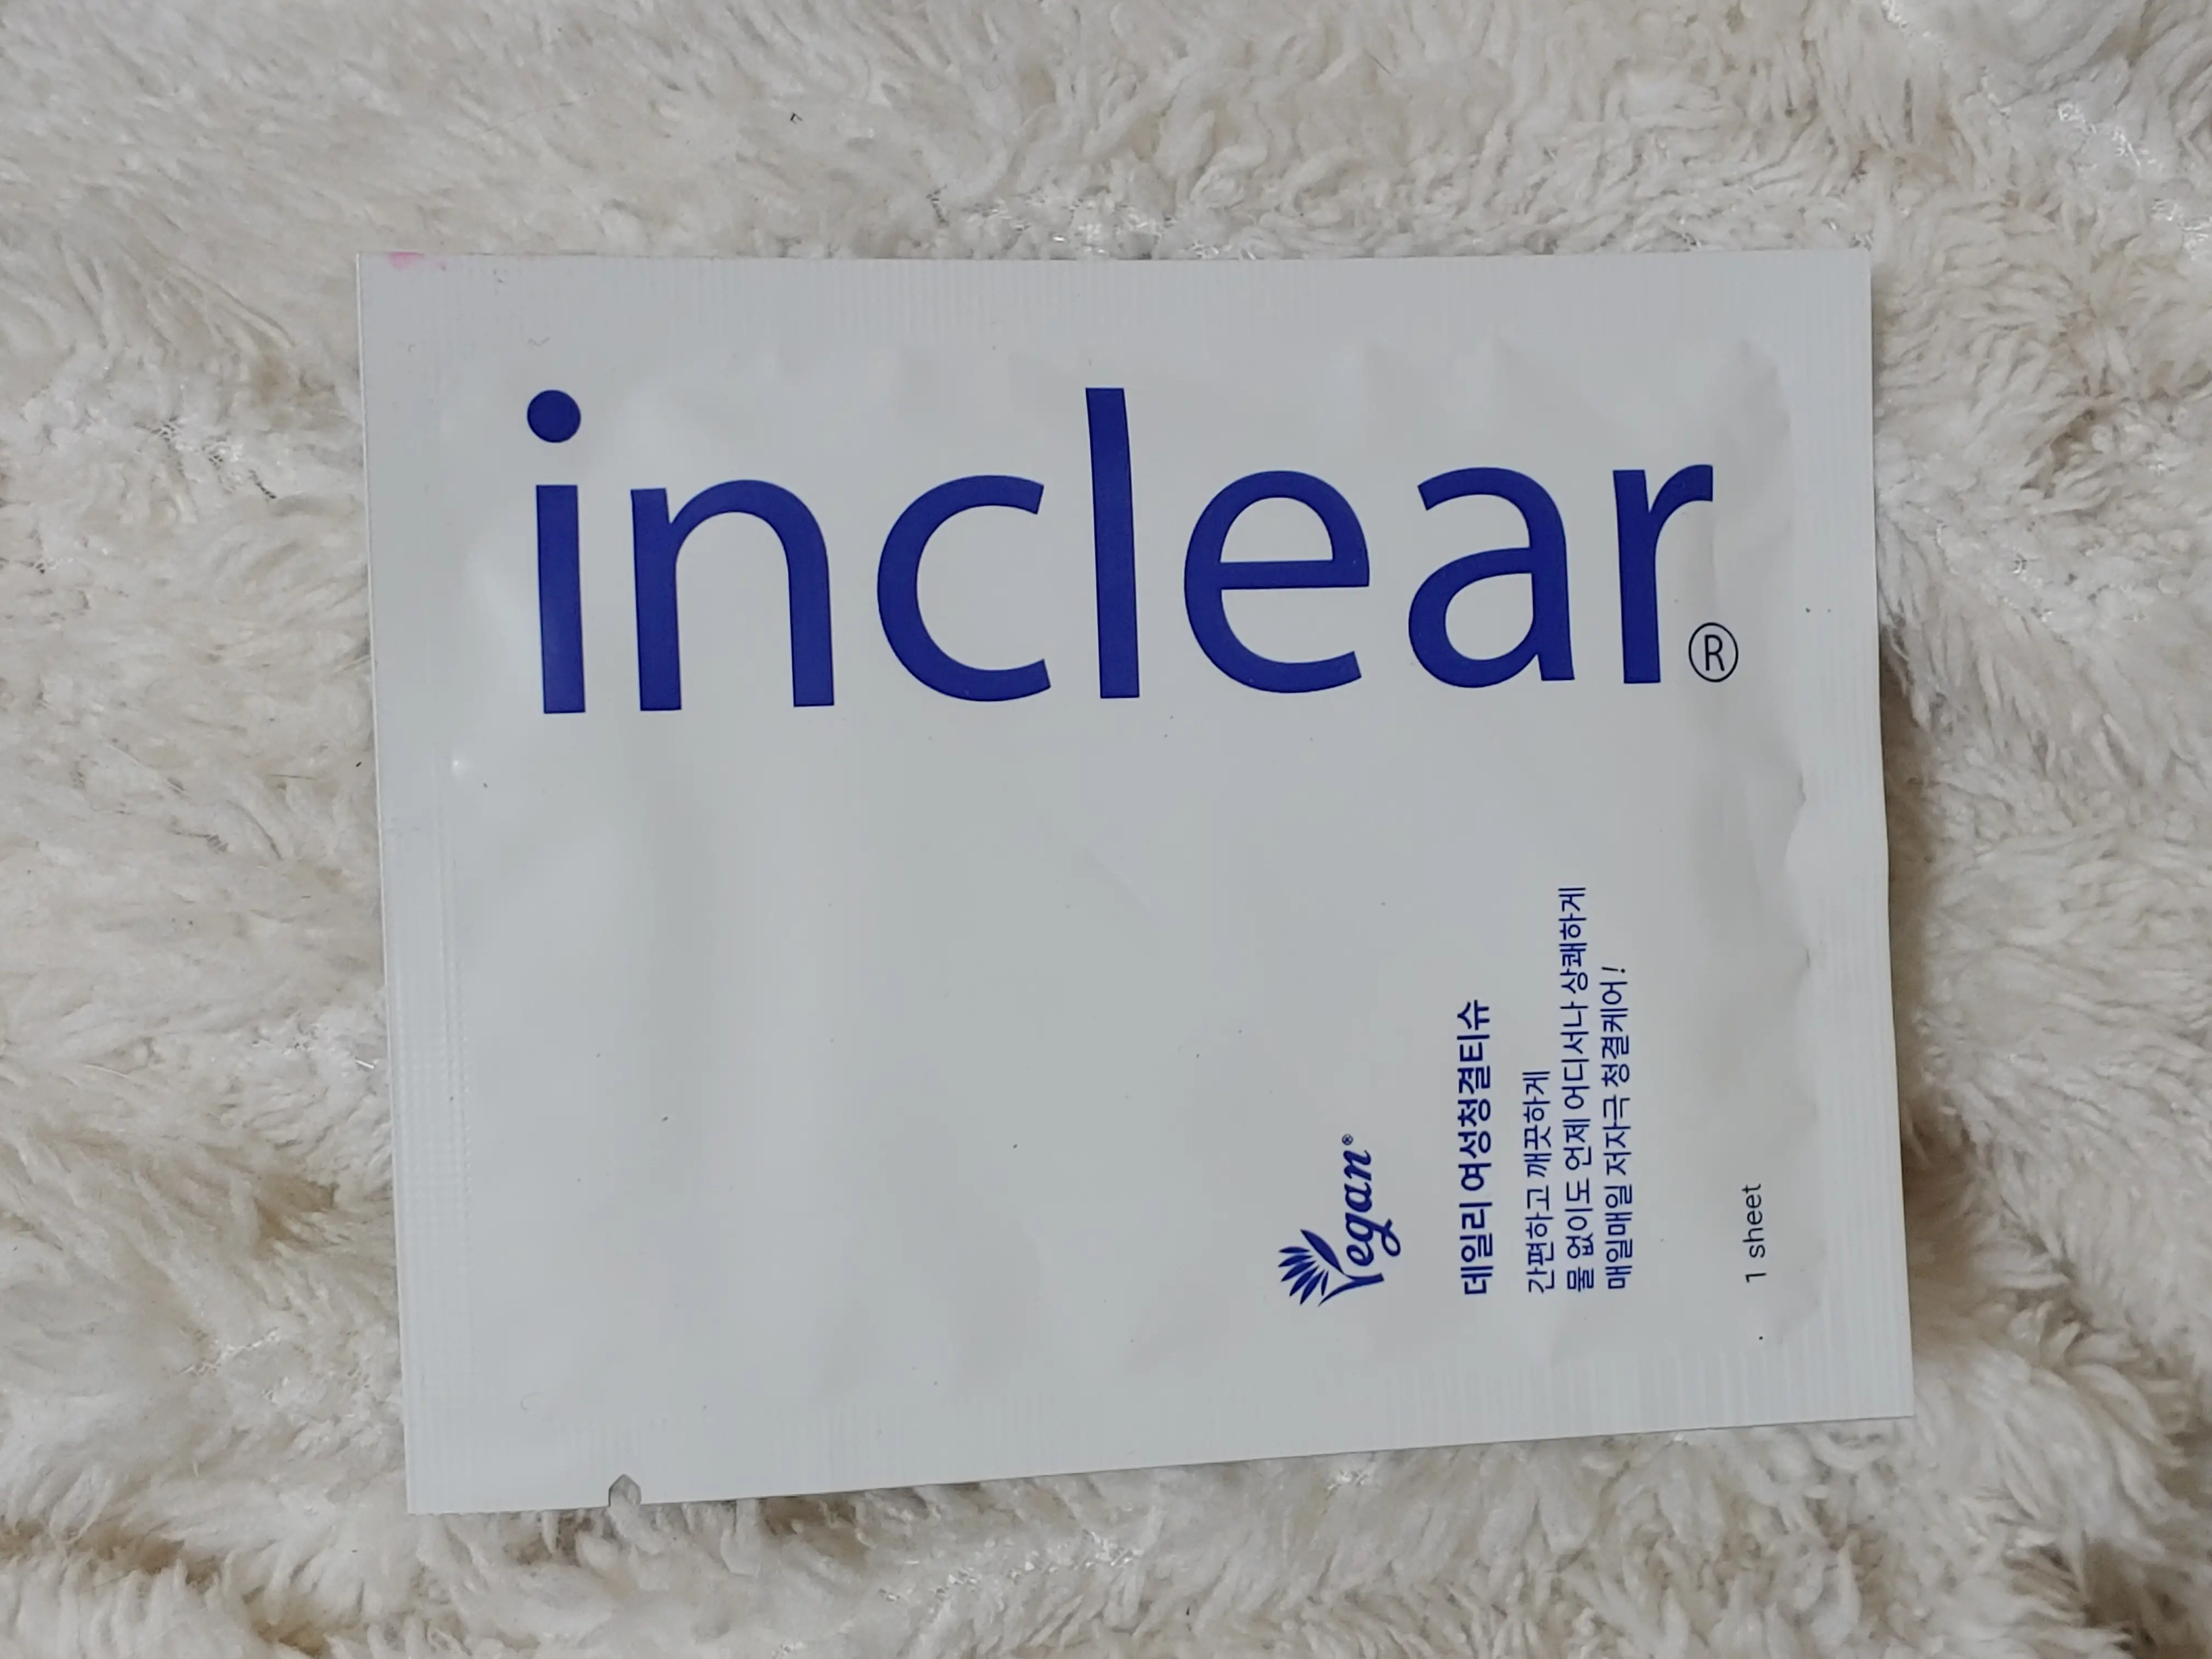 inclear®
Vegan®
데일리 여성청결티슈
간편하고 깨끗하게
물 없이도 언제 어디서나 상쾌하게
매일매일 저자극 청결케어!
1 sheet